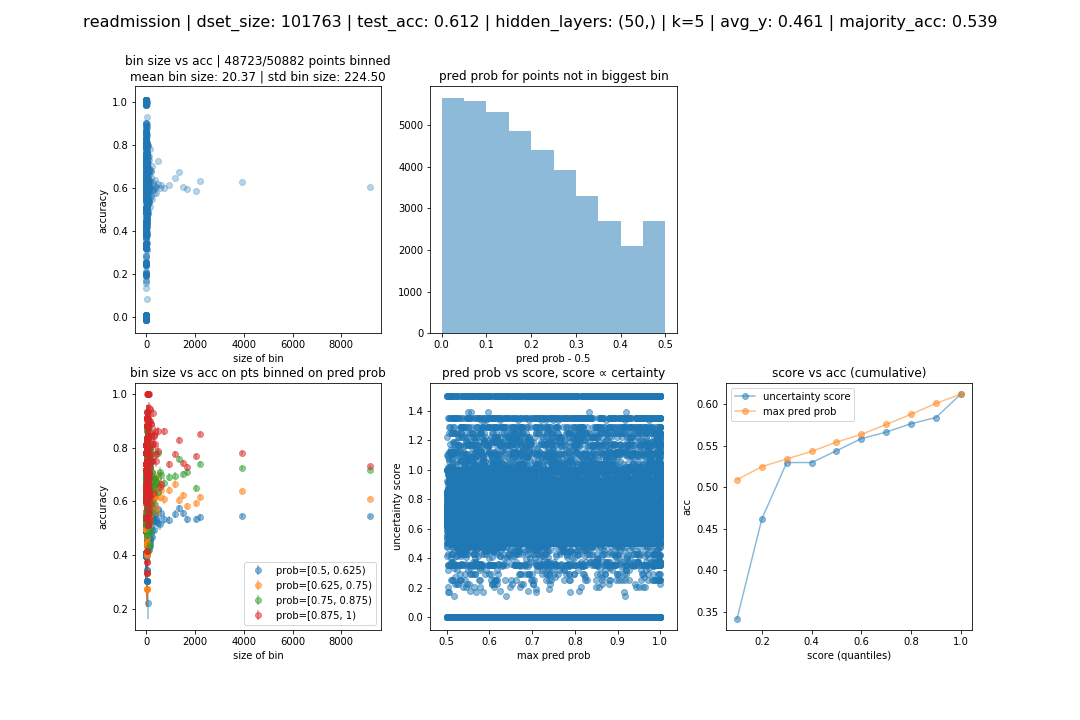 readmission | dset_size: 101763 | test_acc: 0.612 | hidden_layers: (50,) | k=5 | avg_y: 0.461 | majority_acc: 0.539
bin size vs acc | 48723/50882 points binned
mean bin size: 20.37 | std bin size: 224.50
1.0
0.8
0.6
0.4
0.2
0.0
accuracy
0
2000
4000
6000
8000
size of bin
pred prob for points not in biggest bin
5000
4000
3000
2000
1000
0
0.0
0.1
0.2
0.3
0.4
0.5
pred prob - 0.5
bin size vs acc on pts binned on pred prob
1.0
0.8
0.6
0.4
0.2
accuracy
prob=[0.5, 0.625)
prob=[0.625, 0.75)
prob=[0.75, 0.875)
prob=[0.875, 1)
0
2000
4000
6000
8000
size of bin
pred prob vs score, score ∝ certainty
1.4
1.2
1.0
0.8
0.6
0.4
0.2
0.0
uncertainty score
0.5
0.6
0.7
0.8
0.9
1.0
max pred prob
score vs acc (cumulative)
uncertainty score
max pred prob
0.60
0.55
0.50
0.45
0.40
0.35
acc
0.2
0.4
0.6
0.8
1.0
score (quantiles)